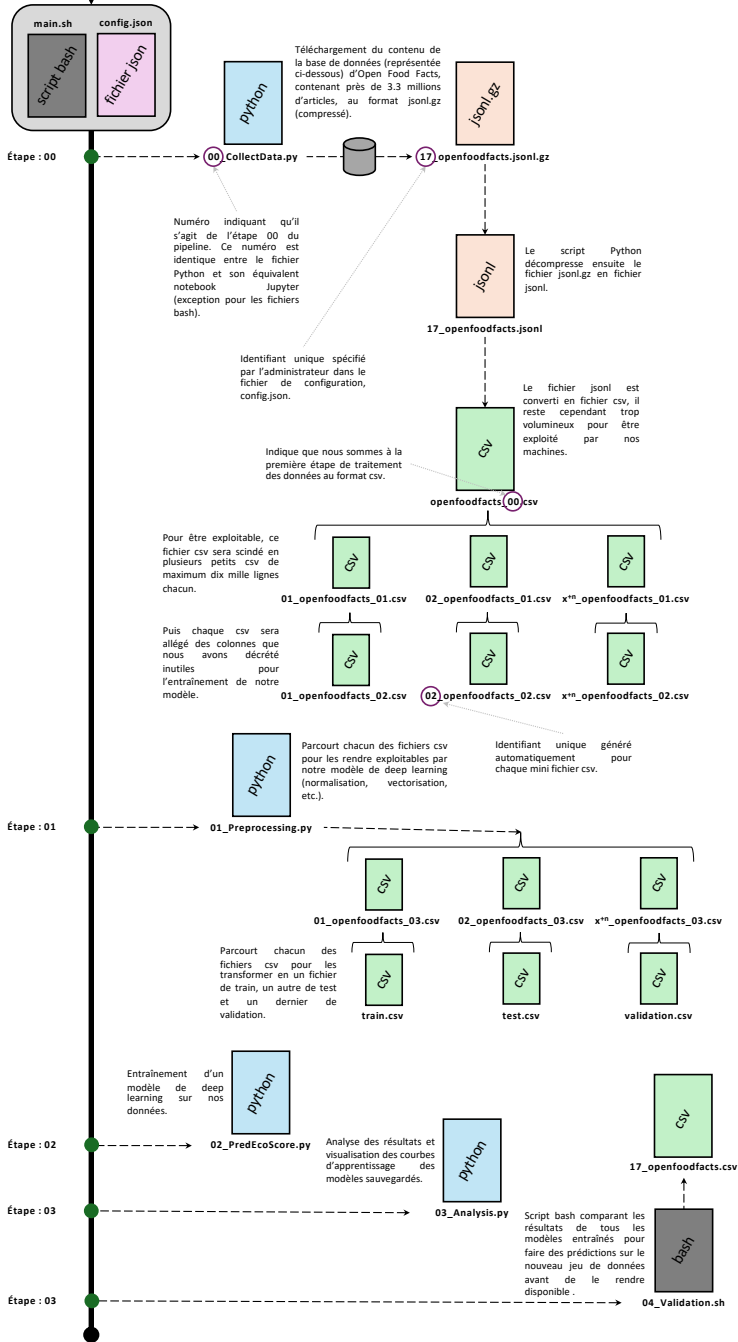 main.sh
config.json
script bash
fichier json
Téléchargement du contenu de
la base de données (représentée
ci-dessous) d’Open Food Facts,
contenant près de 3.3 millions
d’articles, au format jsonl.gz
(compressé).
python
jsonl.gz
Étape : 00
00_CollectData.py
17_openfoodfacts.jsonl.gz
Numéro indiquant qu’il
s’agit de l’étape 00 du
pipeline. Ce numéro est
identique entre le fichier
Python et son équivalent
notebook Jupyter
(exception pour les fichiers
bash).
Le script Python
décompresse ensuite le
fichier jsonl.gz en fichier
jsonl.
jsonl
17_openfoodfacts.jsonl
Identifiant unique spécifié
par l’administrateur dans le
fichier de configuration,
config.json.
Le fichier jsonl est
converti en fichier csv, il
reste cependant trop
volumineux pour être
exploité par nos
machines.
csv
Indique que nous sommes à la
première étape de traitement
des données au format csv.
openfoodfacts_00.csv
Pour être exploitable, ce
fichier csv sera scindé en
plusieurs petits csv de
maximum dix mille lignes
chacun.
csv
csv
csv
01_openfoodfacts_01.csv
02_openfoodfacts_01.csv
x⁺ⁿ_openfoodfacts_01.csv
Puis chaque csv sera
allégé des colonnes que
nous avons décrété
inutiles pour
l’entraînement de notre
modèle.
csv
csv
csv
01_openfoodfacts_02.csv
02_openfoodfacts_02.csv
x⁺ⁿ_openfoodfacts_02.csv
python
Parcourt chacun des fichiers csv
pour les rendre exploitables par
notre modèle de deep learning
(normalisation, vectorisation,
etc.).
Identifiant unique généré
automatiquement pour
chaque mini fichier csv.
Étape : 01
01_Preprocessing.py
csv
csv
csv
01_openfoodfacts_03.csv
02_openfoodfacts_03.csv
x⁺ⁿ_openfoodfacts_03.csv
Parcourt chacun des
fichiers csv pour les
transformer en un fichier
de train, un autre de test
et un dernier de
validation.
csv
csv
csv
train.csv
test.csv
validation.csv
Entraînement d’un
modèle de deep
learning sur nos
données.
python
Étape : 02
02_PredEcoScore.py
Analyse des résultats et
visualisation des courbes
d’apprentissage des
modèles sauvegardés.
python
csv
17_openfoodfacts.csv
Étape : 03
03_Analysis.py
Script bash comparant les
résultats de tous les
modèles entraînés pour
faire des prédictions sur le
nouveau jeu de données
avant de le rendre
disponible .
bash
Étape : 03
04_Validation.sh